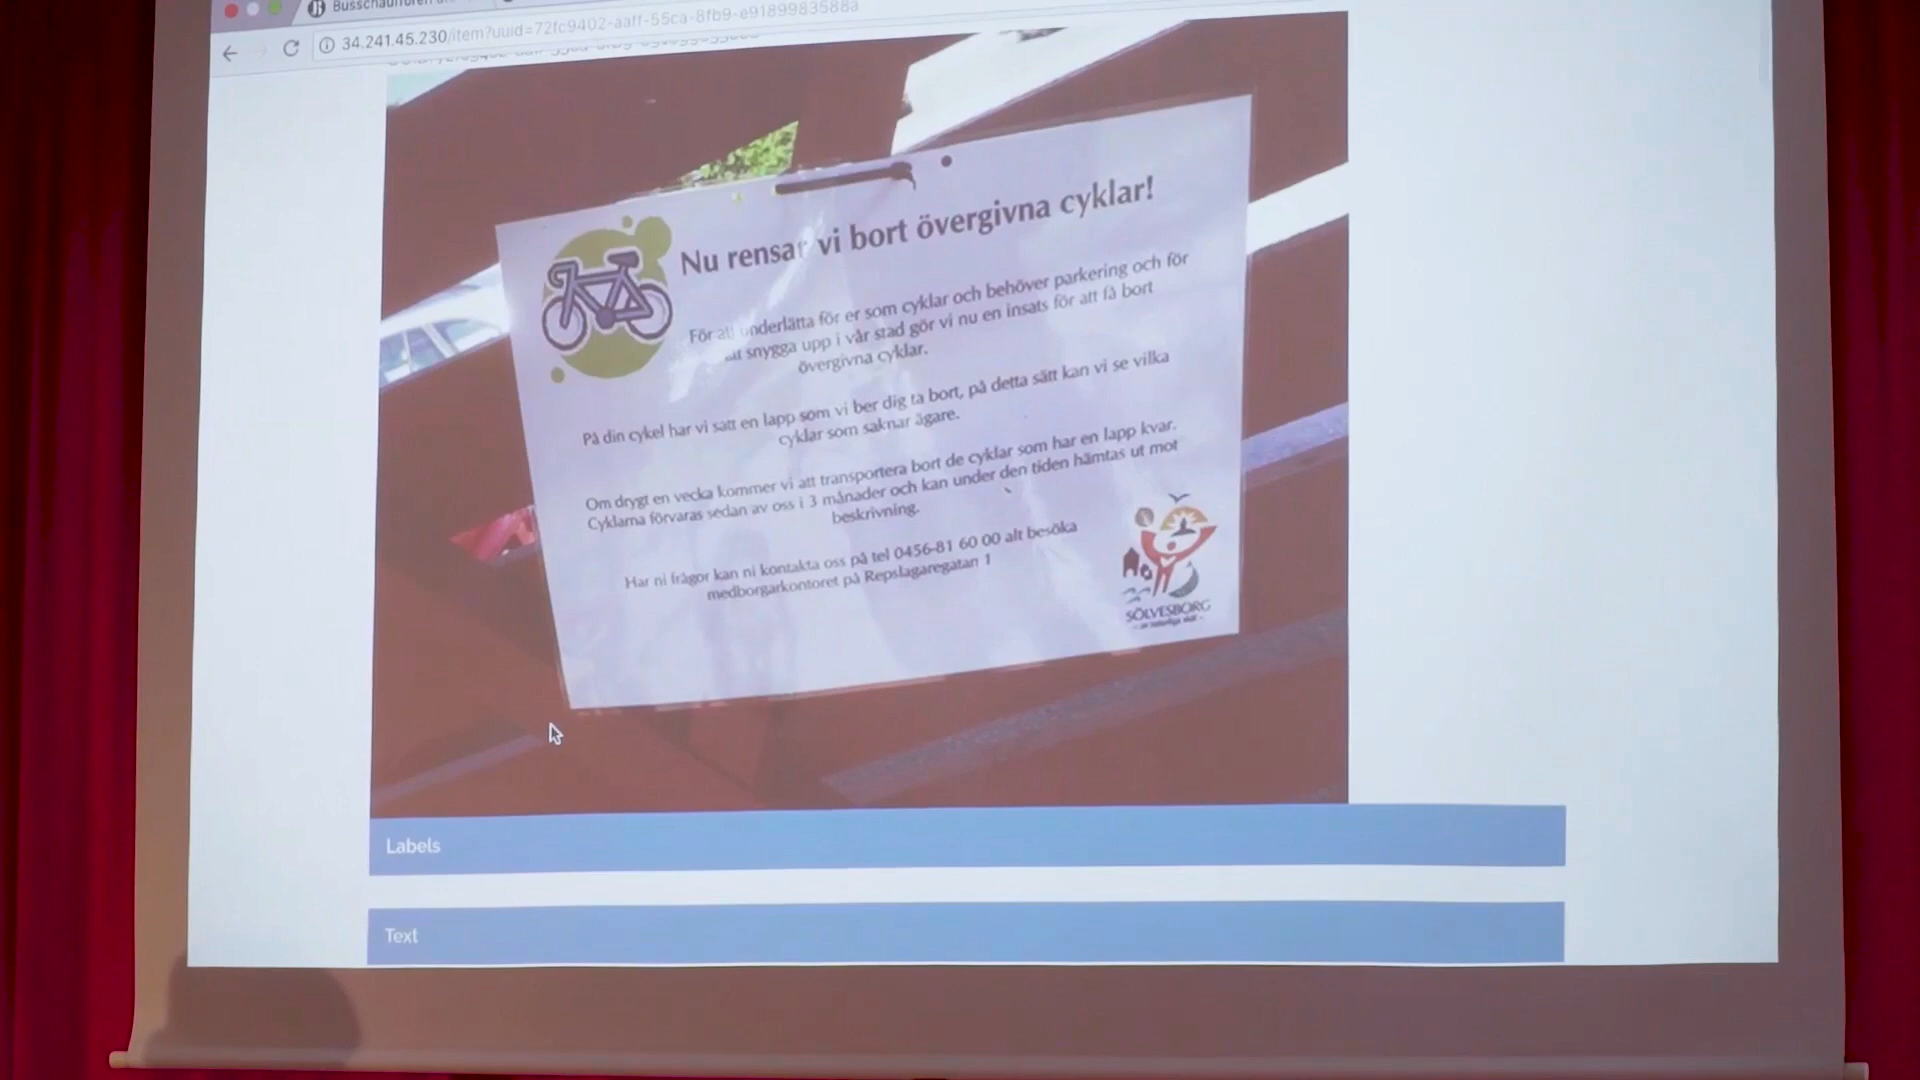 Busschauffören
34.241.45.230/item?uuid=72fc9402-aaff-55ca-8fb9-e9189983588a
Nu rensar vi bort övergivna cyklar!
För att underlätta för er som cyklar och behöver parkering och för
att snygga upp i vår stad gör vi nu en insats för att få bort
övergivna cyklar.
På din cykel har vi satt en lapp som vi ber dig ta bort, på detta sätt kan vi se vilka
cyklar som saknar ägare.
Om drygt en vecka kommer vi att transportera bort de cyklar som har en lapp kvar.
Cyklarna förvaras sedan av oss i 3 månader och kan under den tiden hämtas ut mot
beskrivning.
Har ni frågor kan ni kontakta oss på tel 0456-81 60 00 alt besöka
medborgarkontoret på Repslagaregatan 1
SÖLVESBORG
Labels
Text